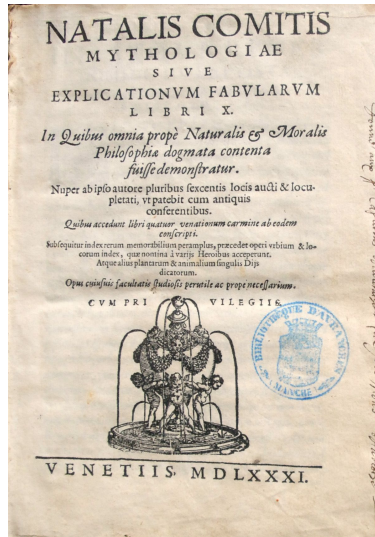 NATALIS COMITIS
MYTHOLOGIAE
SIVE
EXPLICATIONVM FABVLARVM
LIBRI X.
In Quibus omnia propè Naturalis & Moralis
Philosophiæ dogmata contenta
fuisse demonstratur.
Nuper ab ipso autore pluribus sexcentis locis aucti & locu-
pletati, vt patebit cum antiquis
conferentibus.
Quibus accedunt libri quatuor venationum carmine ab eodem
conscripti.
Subsequitur index rerum memorabilium peramplus, præcedet operi vrbium & lo-
corum index, quæ nomina à varijs Heroibus acceperunt.
Atque alius plantarum & animalium singulis Dijs
dicatorum.
Opus cuiusuis facultatis studiosis perutile ac prope necessarium.
CVM PRIVILEGIIS.
BIBLIOTHEQUE D'AVRANCHES
MANCHE
VENETIIS, MDLXXXI.